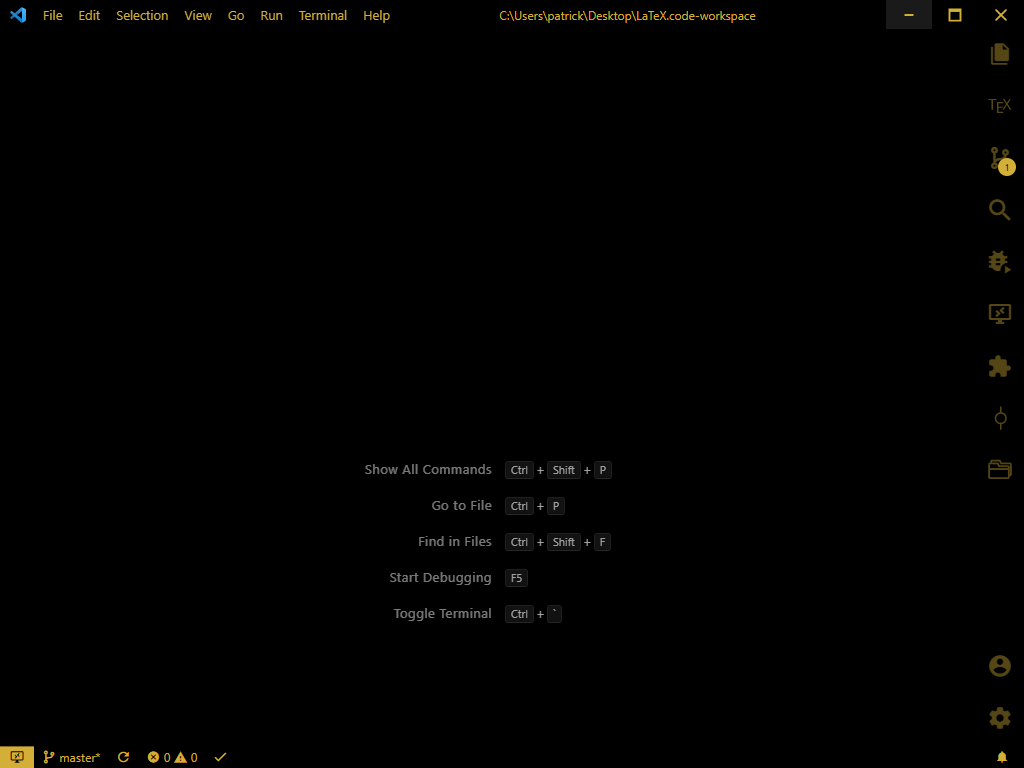 File Edit Selection View Go Run Terminal Help C:\Users\patrick\Desktop\LaTeX.code-workspace
TEX
1
Show All Commands Ctrl + Shift + P
Go to File Ctrl + P
Find in Files Ctrl + Shift + F
Start Debugging F5
Toggle Terminal Ctrl + `
master* 0 0